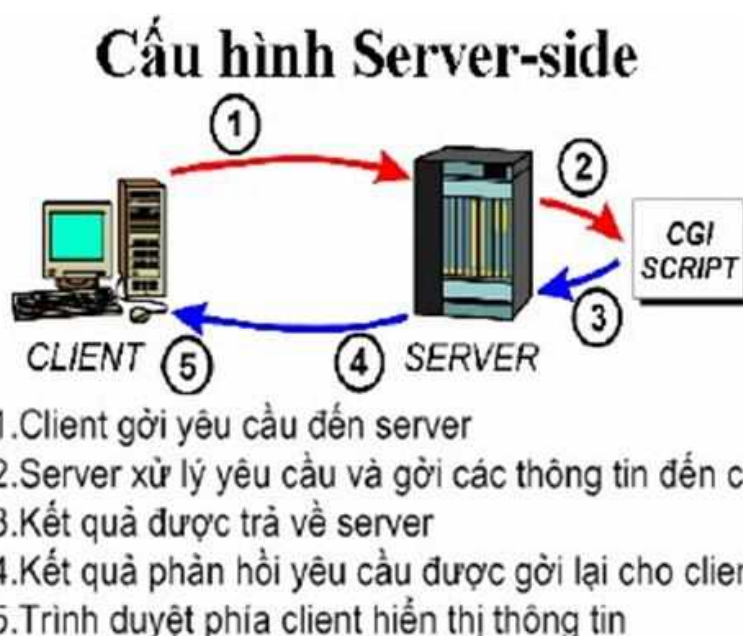 Cấu hình Server-side
1
2
CGI
SCRIPT
3
CLIENT 5 4 SERVER
1.Client gởi yêu cầu đến server
2.Server xử lý yêu cầu và gởi các thông tin đến
3.Kết quả được trả về server
4.Kết quả phản hồi yêu cầu được gởi lại cho client
5.Trình duyệt phía client hiển thị thông tin